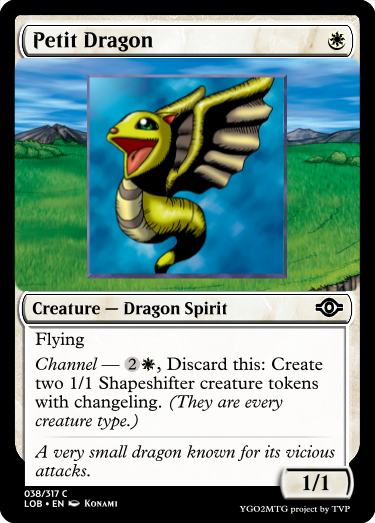 Petit Dragon
Creature — Dragon Spirit
Flying
Channel — 2, Discard this: Create
two 1/1 Shapeshifter creature tokens
with changeling. (They are every
creature type.)
A very small dragon known for its vicious
attacks.
1/1
038/317 C
LOB • EN Konami
YGO2MTG project by TVP